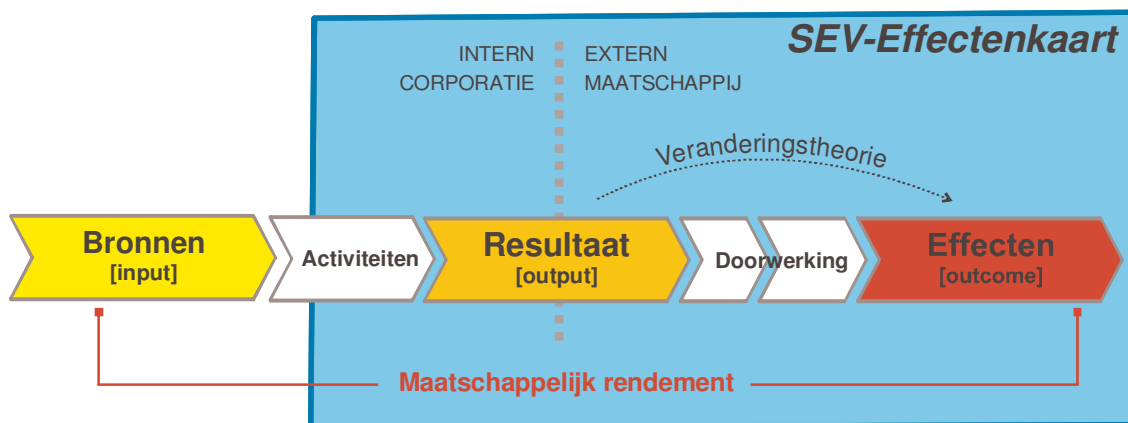 SEV-Effectenkaart
INTERN EXTERN
CORPORATIE MAATSCHAPPIJ
Veranderingstheorie
Bronnen
[input]
Activiteiten
Resultaat
[output]
Doorwerking
Effecten
[outcome]
Maatschappelijk rendement